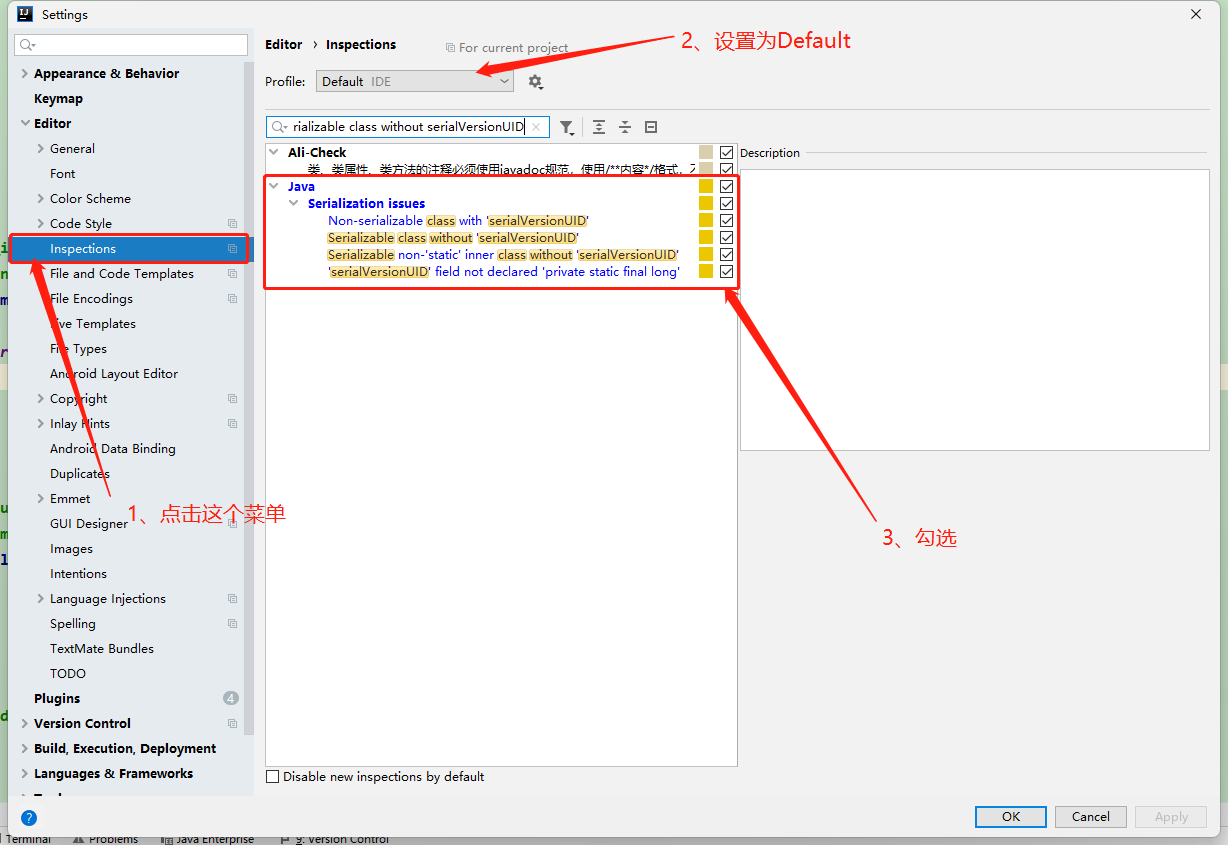 Settings
Appearance & Behavior
Keymap
Editor
General
Font
Color Scheme
Code Style
Inspections
File and Code Templates
File Encodings
Live Templates
File Types
Android Layout Editor
Copyright
Inlay Hints
Android Data Binding
Duplicates
Emmet
GUI Designer
Images
Intentions
Language Injections
Spelling
TextMate Bundles
TODO
Plugins
4
Version Control
Build, Execution, Deployment
Languages & Frameworks
1、点击这个菜单
Editor › Inspections
For current project
2、设置为Default
Profile: Default IDE
rializable class without serialVersionUID
Ali-Check
类、类属性、类方法的注释必须使用javadoc规范，使用/**内容*/格式，
Java
Serialization issues
Non-serializable class with 'serialVersionUID'
Serializable class without 'serialVersionUID'
Serializable non-'static' inner class without 'serialVersionUID'
'serialVersionUID' field not declared 'private static final long'
Description
3、勾选
Disable new inspections by default
?
OK
Cancel
Apply
Terminal
Problems
Java Enterprise
9: Version Control